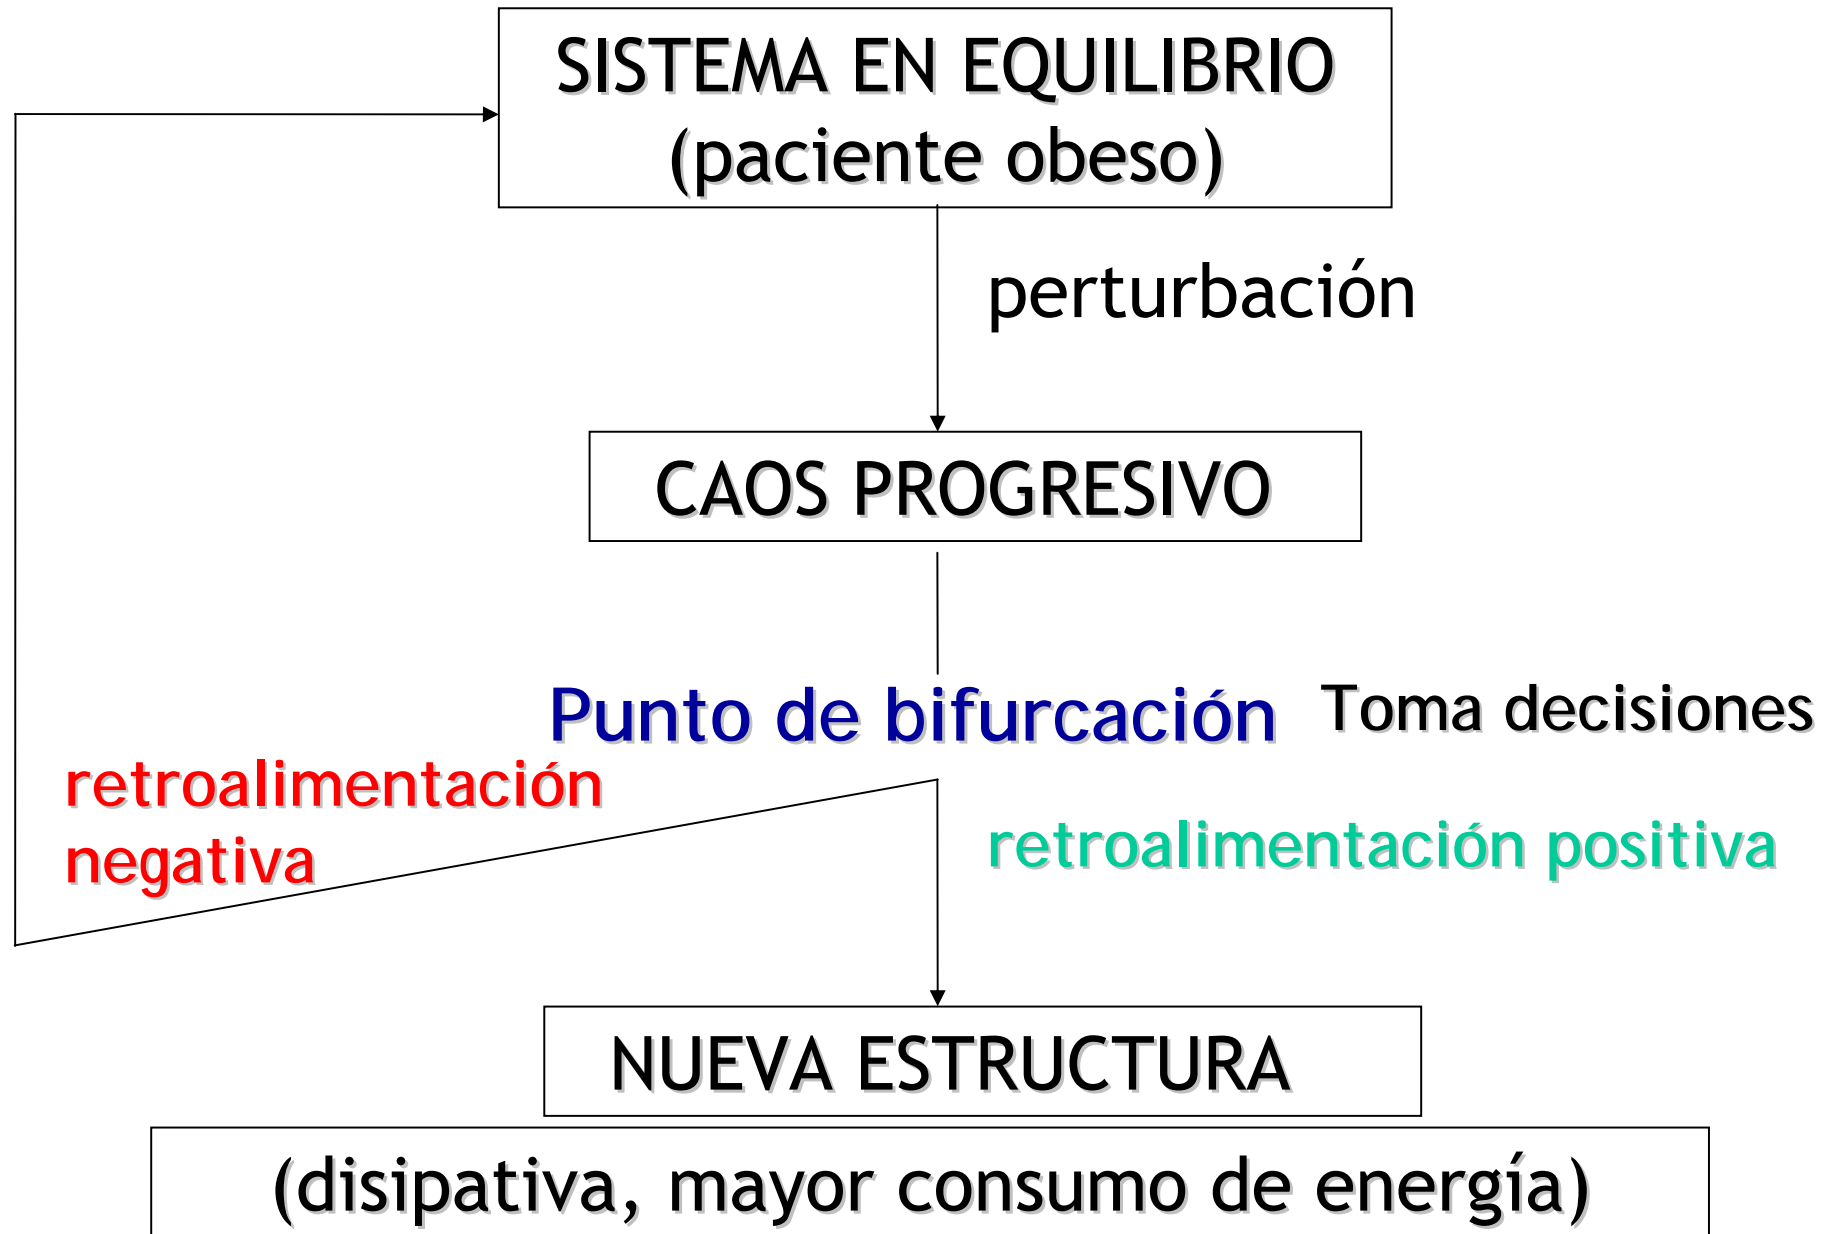 SISTEMA EN EQUILIBRIO
(paciente obeso)
perturbación
CAOS PROGRESIVO
Punto de bifurcación
Toma decisiones
retroalimentación
negativa
retroalimentación positiva
NUEVA ESTRUCTURA
(disipativa, mayor consumo de energía)